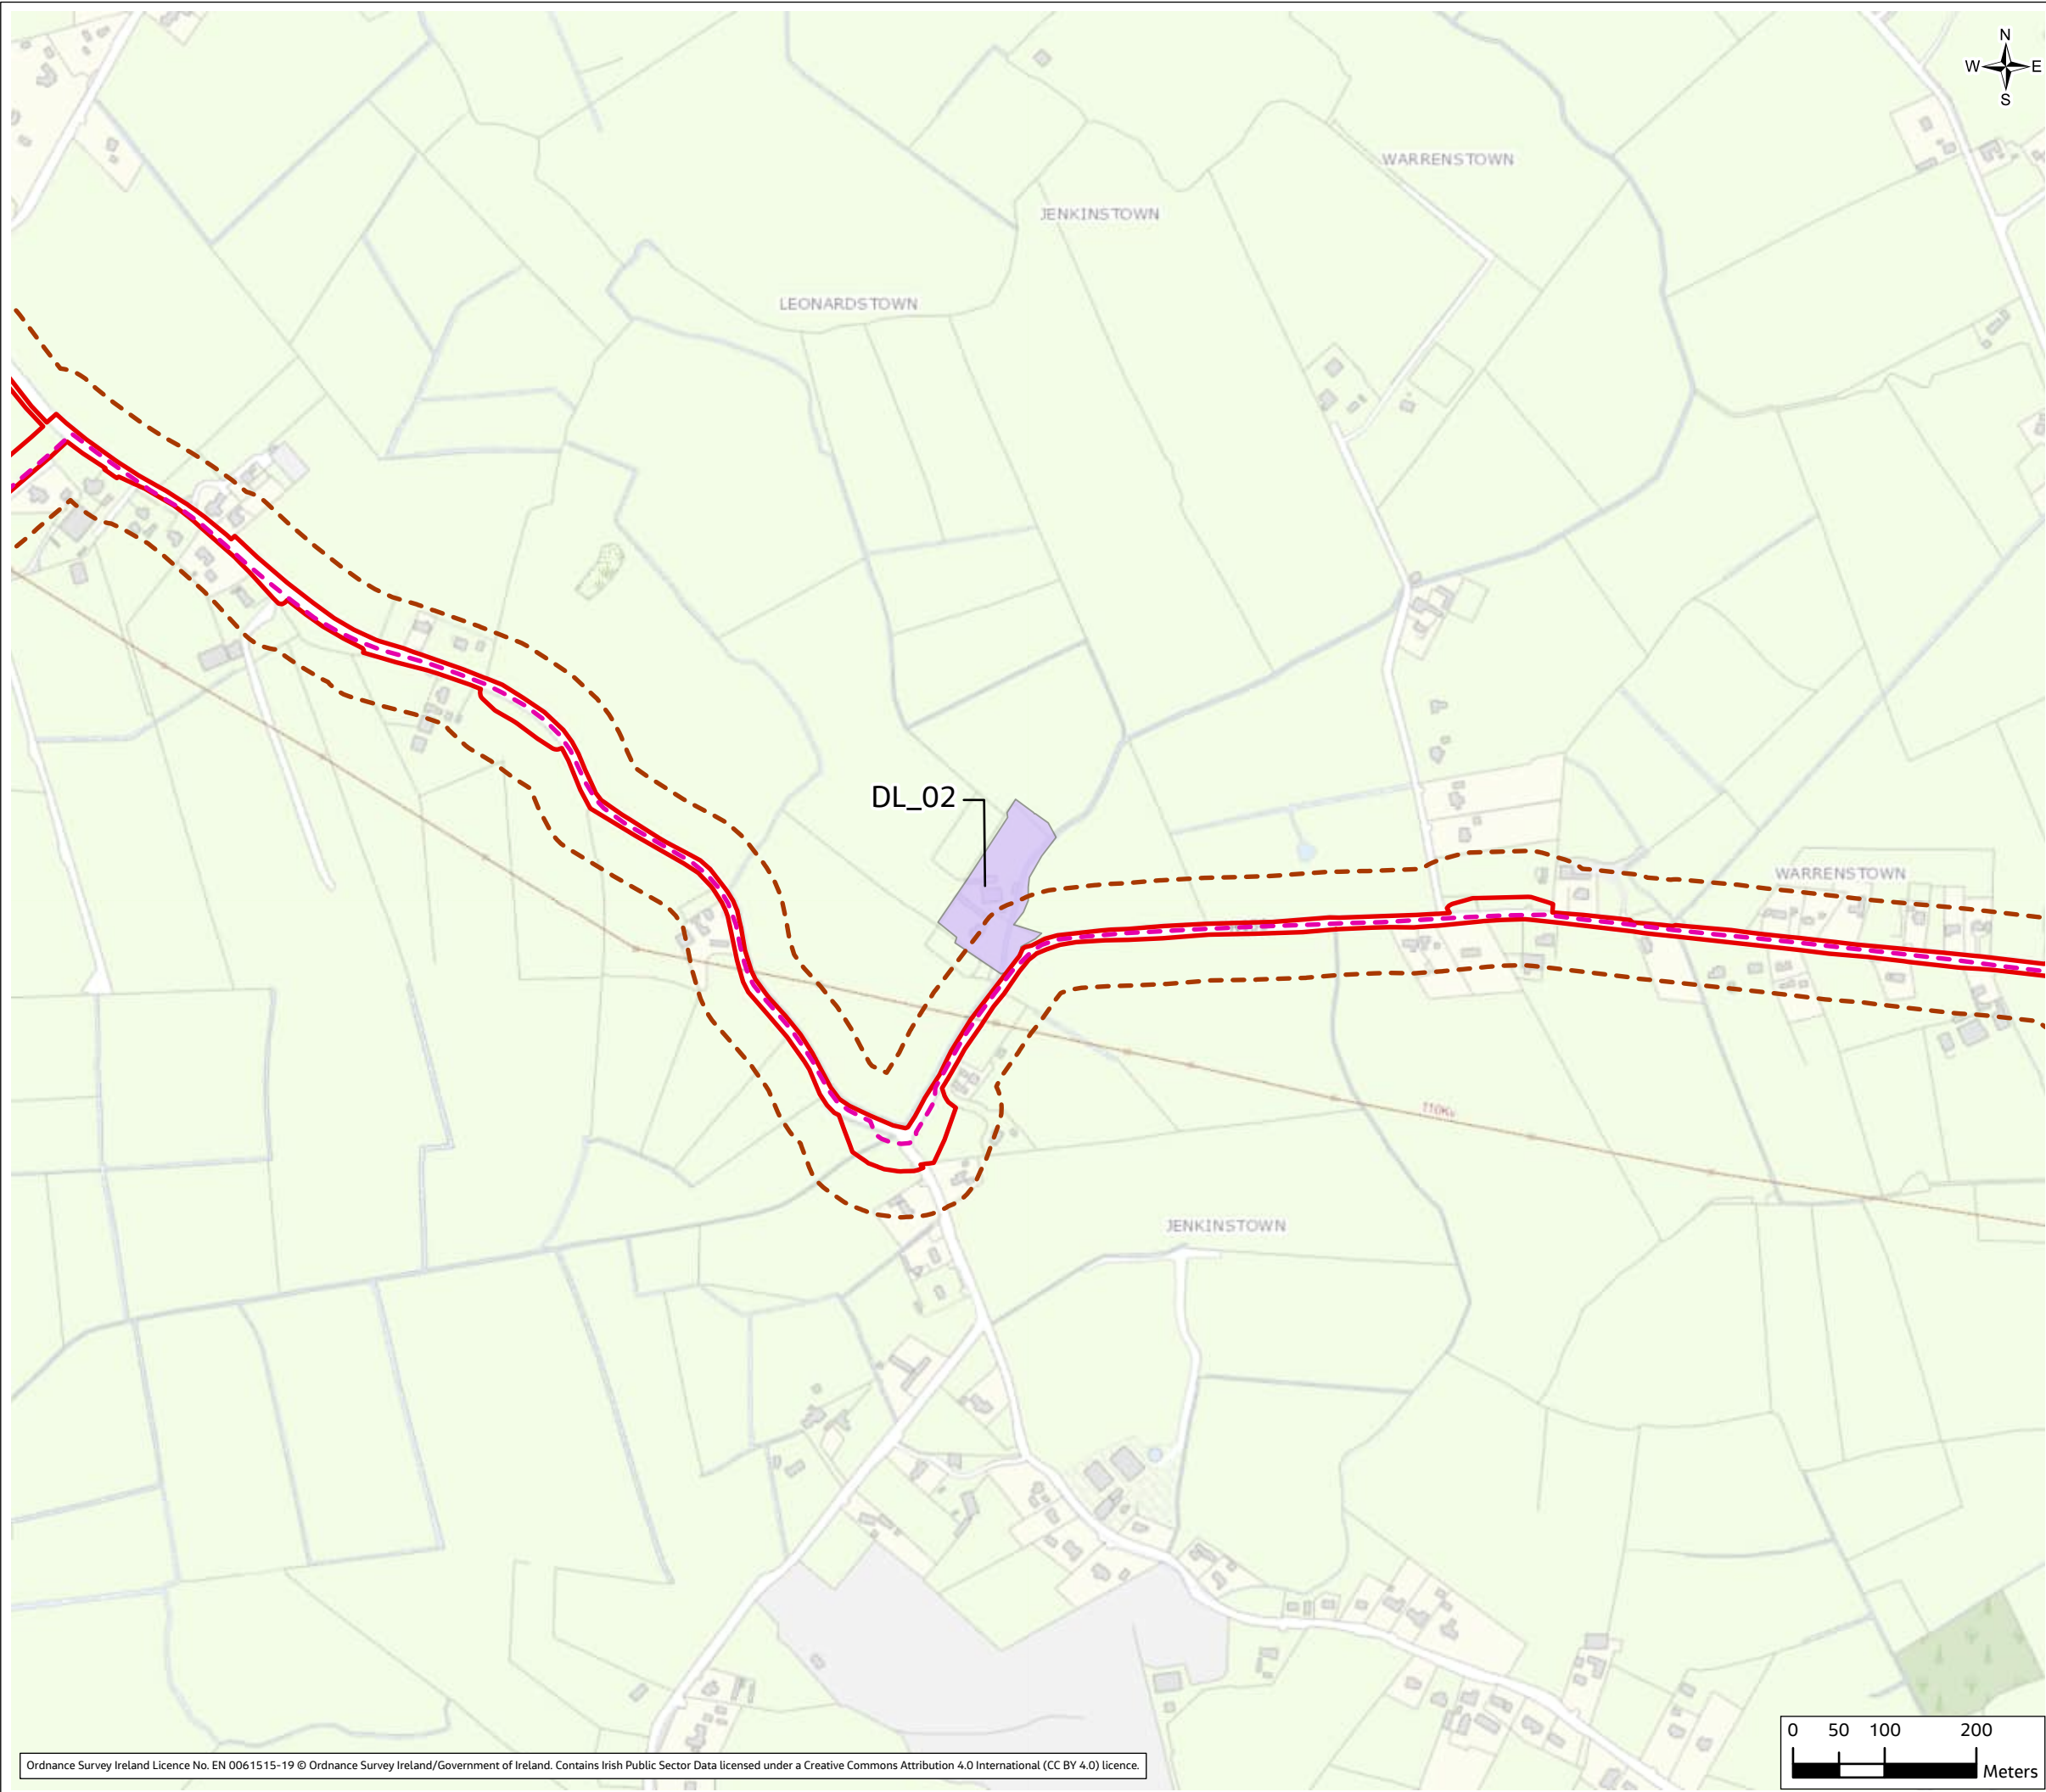 N
W E
S
WARRENSTOWN
JENKINSTOWN
LEONARDSTOWN
DL_02
WARRENSTOWN
110Kv
JENKINSTOWN
0 50 100 200
Meters
Ordnance Survey Ireland Licence No. EN 0061515-19 © Ordnance Survey Ireland/Government of Ireland. Contains Irish Public Sector Data licensed under a Creative Commons Attribution 4.0 International (CC BY 4.0) licence.